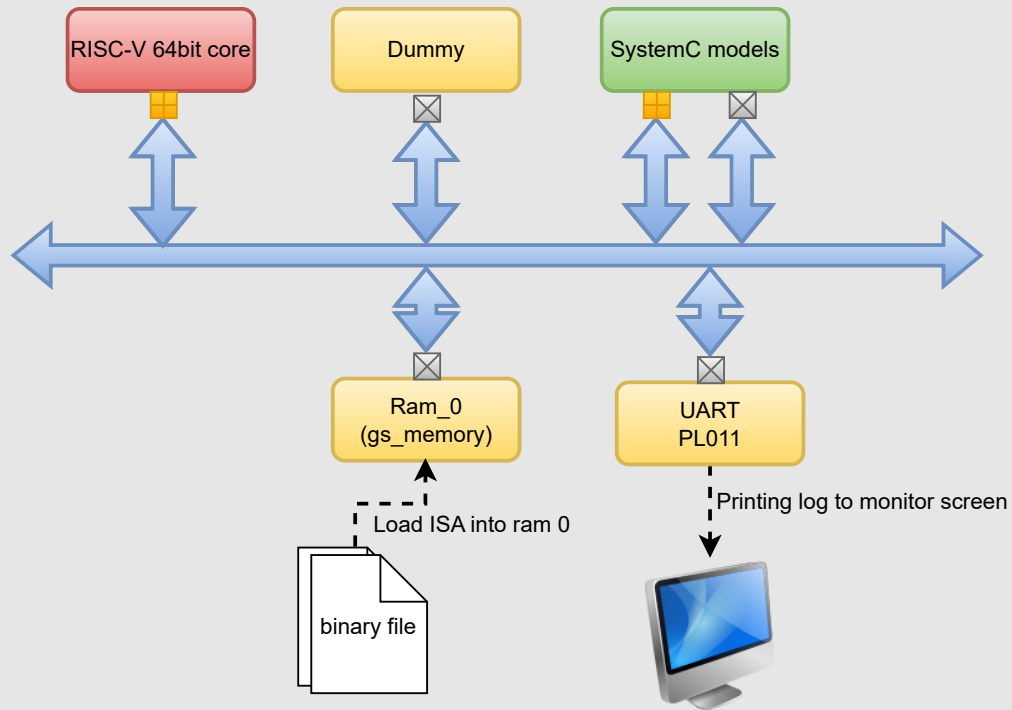 RISC-V 64bit core
Dummy
SystemC models
Ram_0
(gs_memory)
UART
PL011
Load ISA into ram 0
Printing log to monitor screen
binary file